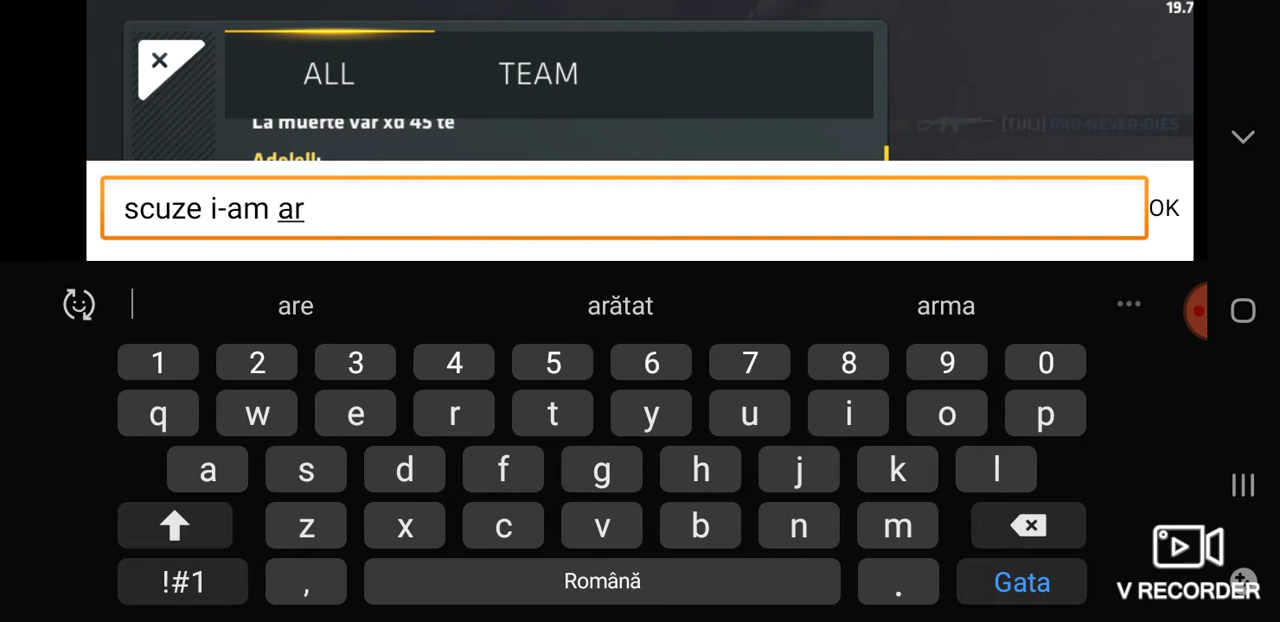 19.7
ALL TEAM
La muerte var xd 45 te
Adelell:
[TULI] PRO-NEVER-DIES
scuze i-am ar
OK
are arătat arma
1 2 3 4 5 6 7 8 9 0
q w e r t y u i o p
a s d f g h j k l
z x c v b n m
!#1 , Română . Gata
V RECORDER